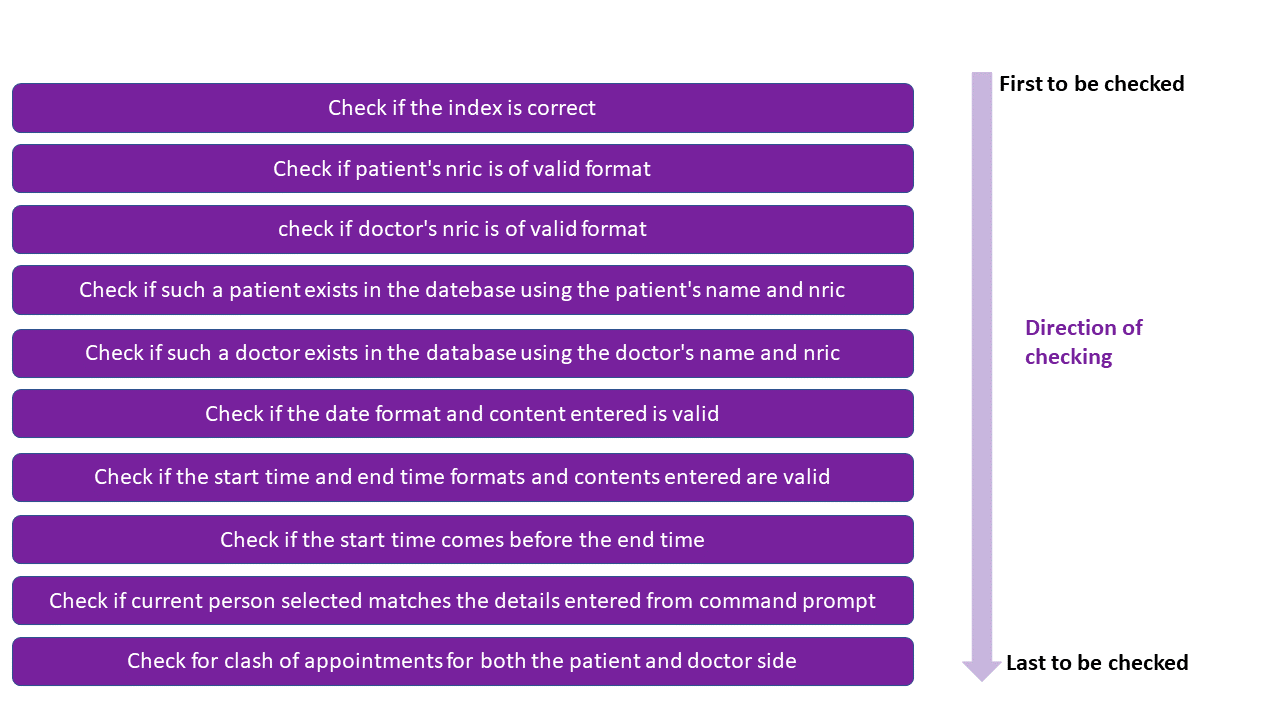 First to be checked
Check if the index is correct
Check if patient's nric is of valid format
check if doctor's nric is of valid format
Check if such a patient exists in the datebase using the patient's name and nric
Check if such a doctor exists in the database using the doctor's name and nric
Check if the date format and content entered is valid
Check if the start time and end time formats and contents entered are valid
Check if the start time comes before the end time
Check if current person selected matches the details entered from command prompt
Check for clash of appointments for both the patient and doctor side
Direction of
checking
Last to be checked